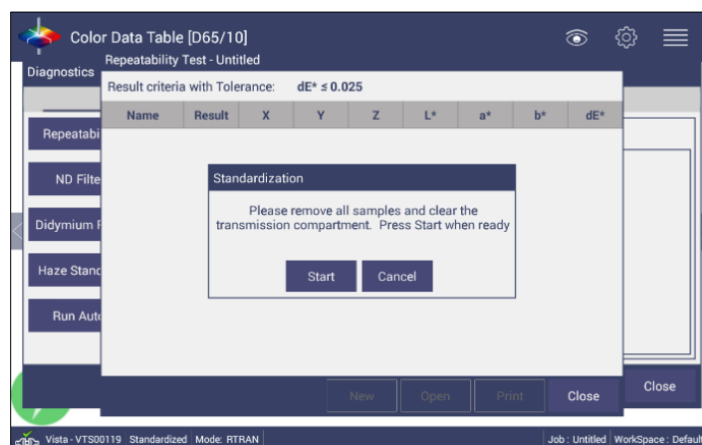 Color Data Table [D65/10]
Repeatability Test - Untitled
Diagnostics
Result criteria with Tolerance: dE* ≤ 0.025
Name Result X Y Z L* a* b* dE*
Repeatabi
ND Filte
Didymium F
Haze Stand
Run Auto
Standardization
Please remove all samples and clear the
transmission compartment. Press Start when ready
Start Cancel
New Open Print Close
Close
Vista - VTS00119 Standardized Mode: RTRAN Job : Untitled WorkSpace : Default